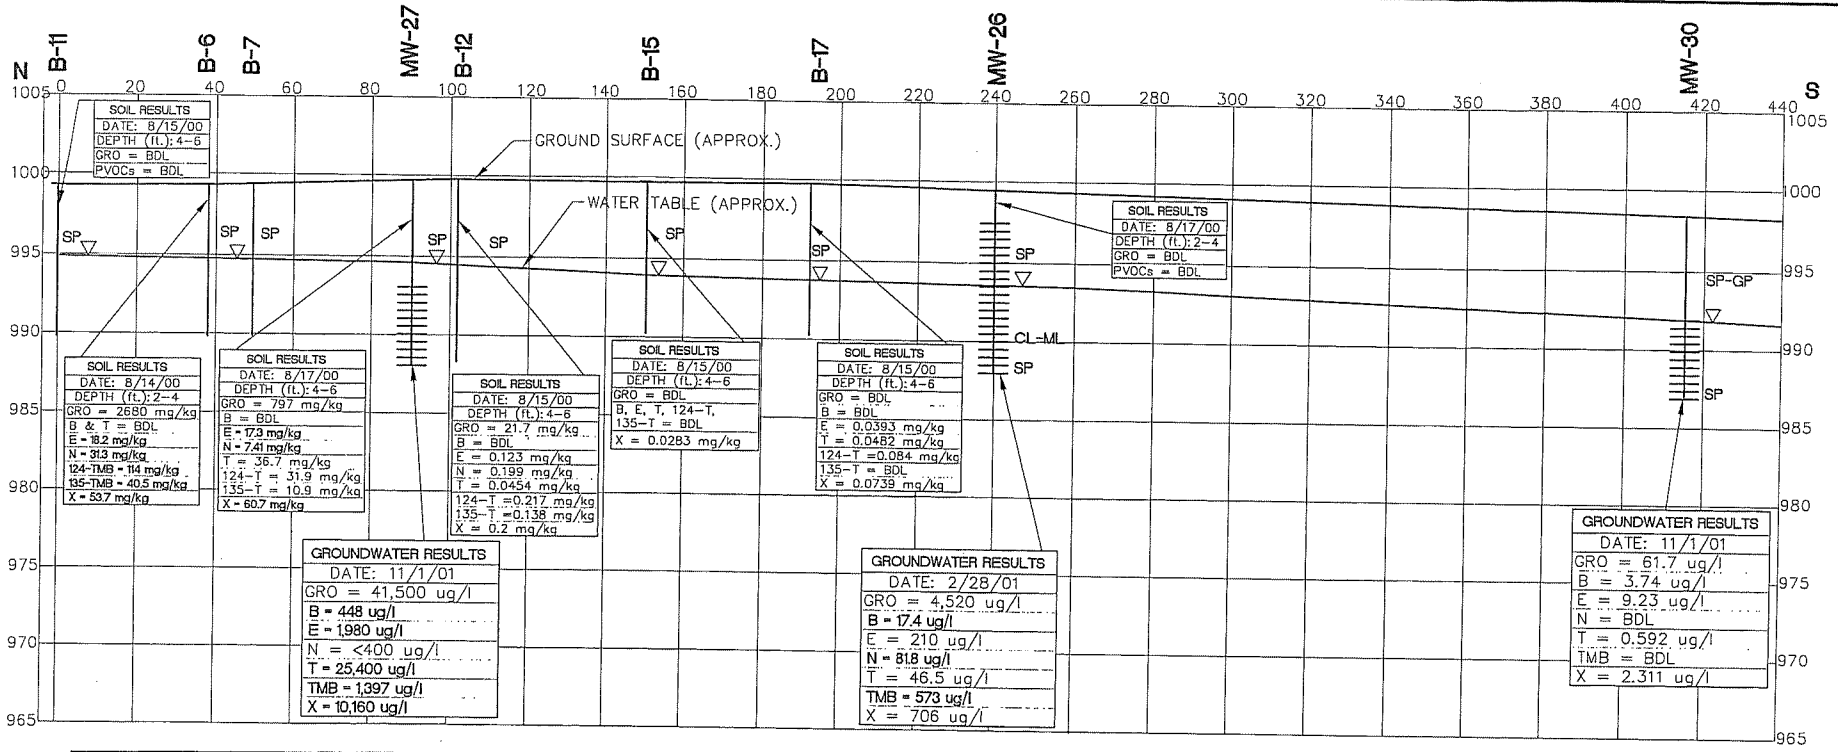 B-11
B-6
B-7
MW-27
B-12
B-15
B-17
MW-26
MW-30
N
S
0 20 40 60 80 100 120 140 160 180 200 220 240 260 280 300 320 340 360 380 400 420 440
1005
1005
1000
1000
995
995
990
990
985
985
980
980
975
975
970
970
965
965
GROUND SURFACE (APPROX.)
WATER TABLE (APPROX.)
SP
SP
SP
SP
SP
SP
SP
SP
CL-ML
SP
SP-GP
SP
SOIL RESULTS
DATE: 8/15/00
DEPTH (ft.): 4-6
GRO = BDL
PVOCs = BDL
SOIL RESULTS
DATE: 8/14/00
DEPTH (ft.): 2-4
GRO = 2680 mg/kg
B & T = BDL
E = 18.2 mg/kg
N = 31.3 mg/kg
124-TMB = 114 mg/kg
135-TMB = 40.5 mg/kg
X = 53.7 mg/kg
SOIL RESULTS
DATE: 8/17/00
DEPTH (ft.): 4-6
GRO = 797 mg/kg
B = BDL
E = 17.3 mg/kg
N = 7.41 mg/kg
T = 36.7 mg/kg
124-T = 31.9 mg/kg
135-T = 10.9 mg/kg
X = 60.7 mg/kg
SOIL RESULTS
DATE: 8/15/00
DEPTH (ft.): 4-6
GRO = 21.7 mg/kg
B = BDL
E = 0.123 mg/kg
N = 0.199 mg/kg
T = 0.0454 mg/kg
124-T =0.217 mg/kg
135-T =0.138 mg/kg
X = 0.2 mg/kg
SOIL RESULTS
DATE: 8/15/00
DEPTH (ft.): 4-6
GRO = BDL
B, E, T, 124-T,
135-T = BDL
X = 0.0283 mg/kg
SOIL RESULTS
DATE: 8/15/00
DEPTH (ft.): 4-6
GRO = BDL
B = BDL
E = 0.0393 mg/kg
T = 0.0482 mg/kg
124-T =0.084 mg/kg
135-T = BDL
X = 0.0739 mg/kg
SOIL RESULTS
DATE: 8/17/00
DEPTH (ft.): 2-4
GRO = BDL
PVOCs = BDL
GROUNDWATER RESULTS
DATE: 11/1/01
GRO = 41,500 ug/l
B = 448 ug/l
E = 1,980 ug/l
N = <400 ug/l
T = 25,400 ug/l
TMB = 1,397 ug/l
X = 10,160 ug/l
GROUNDWATER RESULTS
DATE: 2/28/01
GRO = 4,520 ug/l
B = 17.4 ug/l
E = 210 ug/l
N = 81.8 ug/l
T = 46.5 ug/l
TMB = 573 ug/l
X = 706 ug/l
GROUNDWATER RESULTS
DATE: 11/1/01
GRO = 61.7 ug/l
B = 3.74 ug/l
E = 9.23 ug/l
N = BDL
T = 0.592 ug/l
TMB = BDL
X = 2.311 ug/l